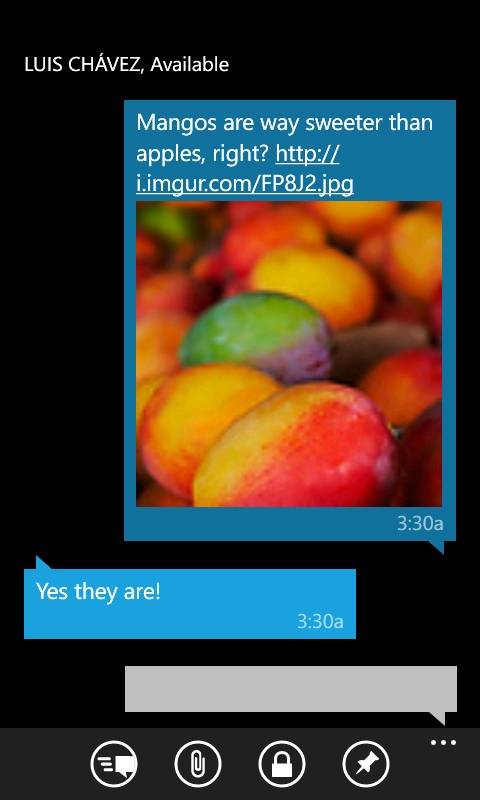 LUIS CHÁVEZ, Available
Mangos are way sweeter than
apples, right? http://
i.imgur.com/FP8J2.jpg
3:30a
Yes they are!
3:30a